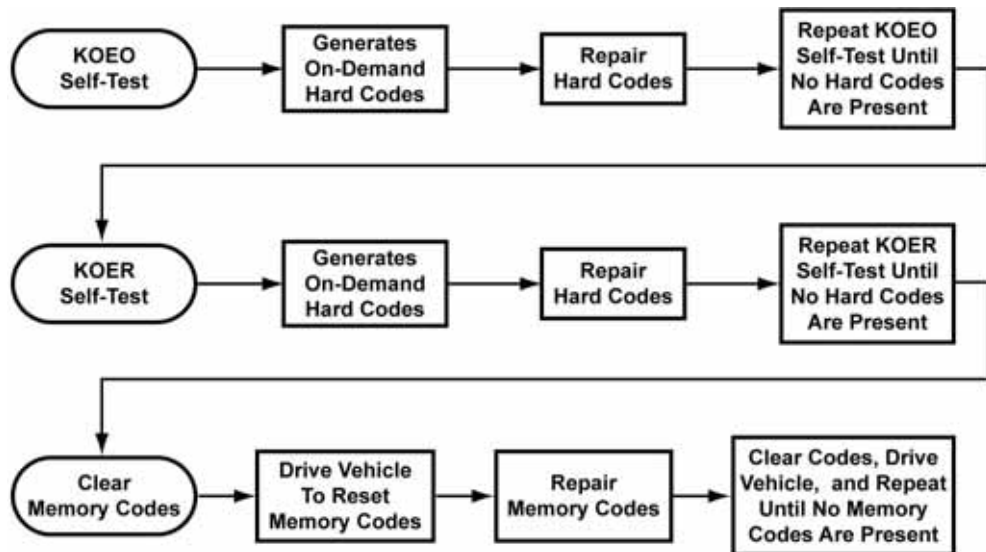 KOEO
Self-Test
Generates
On-Demand
Hard Codes
Repair
Hard Codes
Repeat KOEO
Self-Test Until
No Hard Codes
Are Present
KOER
Self-Test
Generates
On-Demand
Hard Codes
Repair
Hard Codes
Repeat KOER
Self-Test Until
No Hard Codes
Are Present
Clear
Memory Codes
Drive Vehicle
To Reset
Memory Codes
Repair
Memory Codes
Clear Codes, Drive
Vehicle, and Repeat
Until No Memory
Codes Are Present